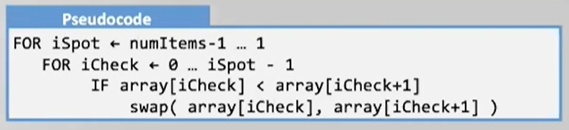 Pseudocode
FOR iSpot ← numItems-1 … 1
FOR iCheck ← 0 … iSpot - 1
IF array[iCheck] < array[iCheck+1]
swap( array[iCheck], array[iCheck+1] )